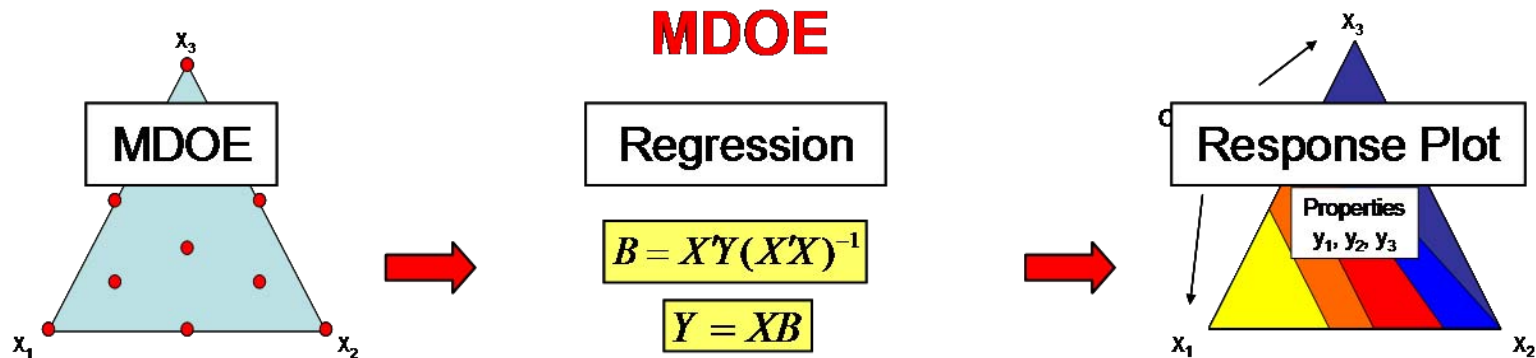 MDOE
X₃
MDOE
X₁
X₂
Regression
B = X'Y(X'X)⁻¹
Y = XB
X₃
Response Plot
Properties
y₁, y₂, y₃
X₁
X₂